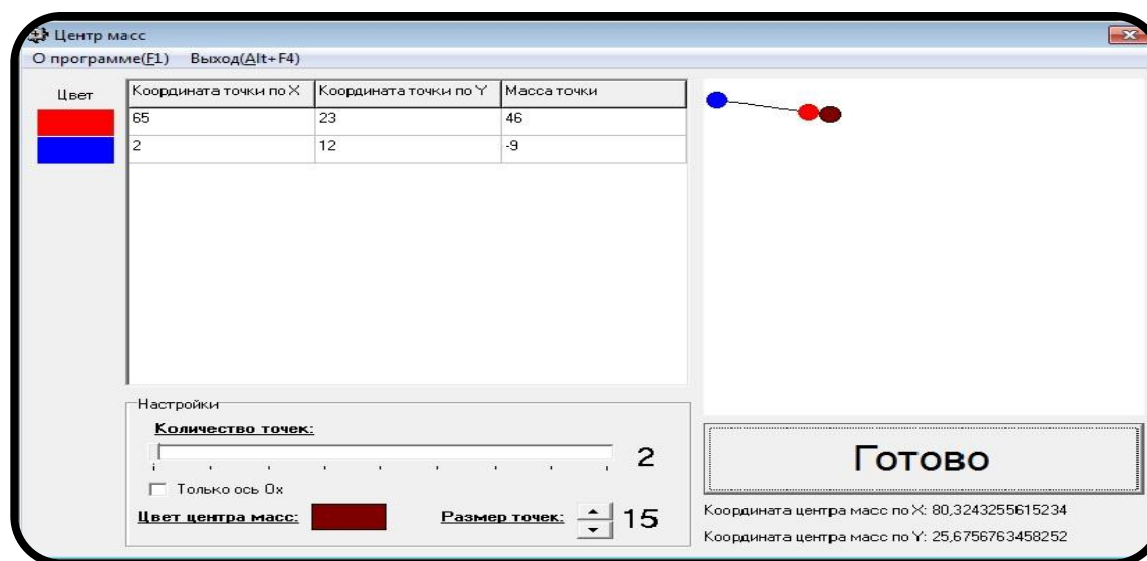 Центр масс
О программе(F1) Выход(Alt+F4)
Цвет
Координата точки по X Координата точки по Y Масса точки
65 23 46
2 12 -9
Настройки
Количество точек:
2
Только ось Ox
Цвет центра масс: Размер точек: 15
Готово
Координата центра масс по X: 80,3243255615234
Координата центра масс по Y: 25,6756763458252